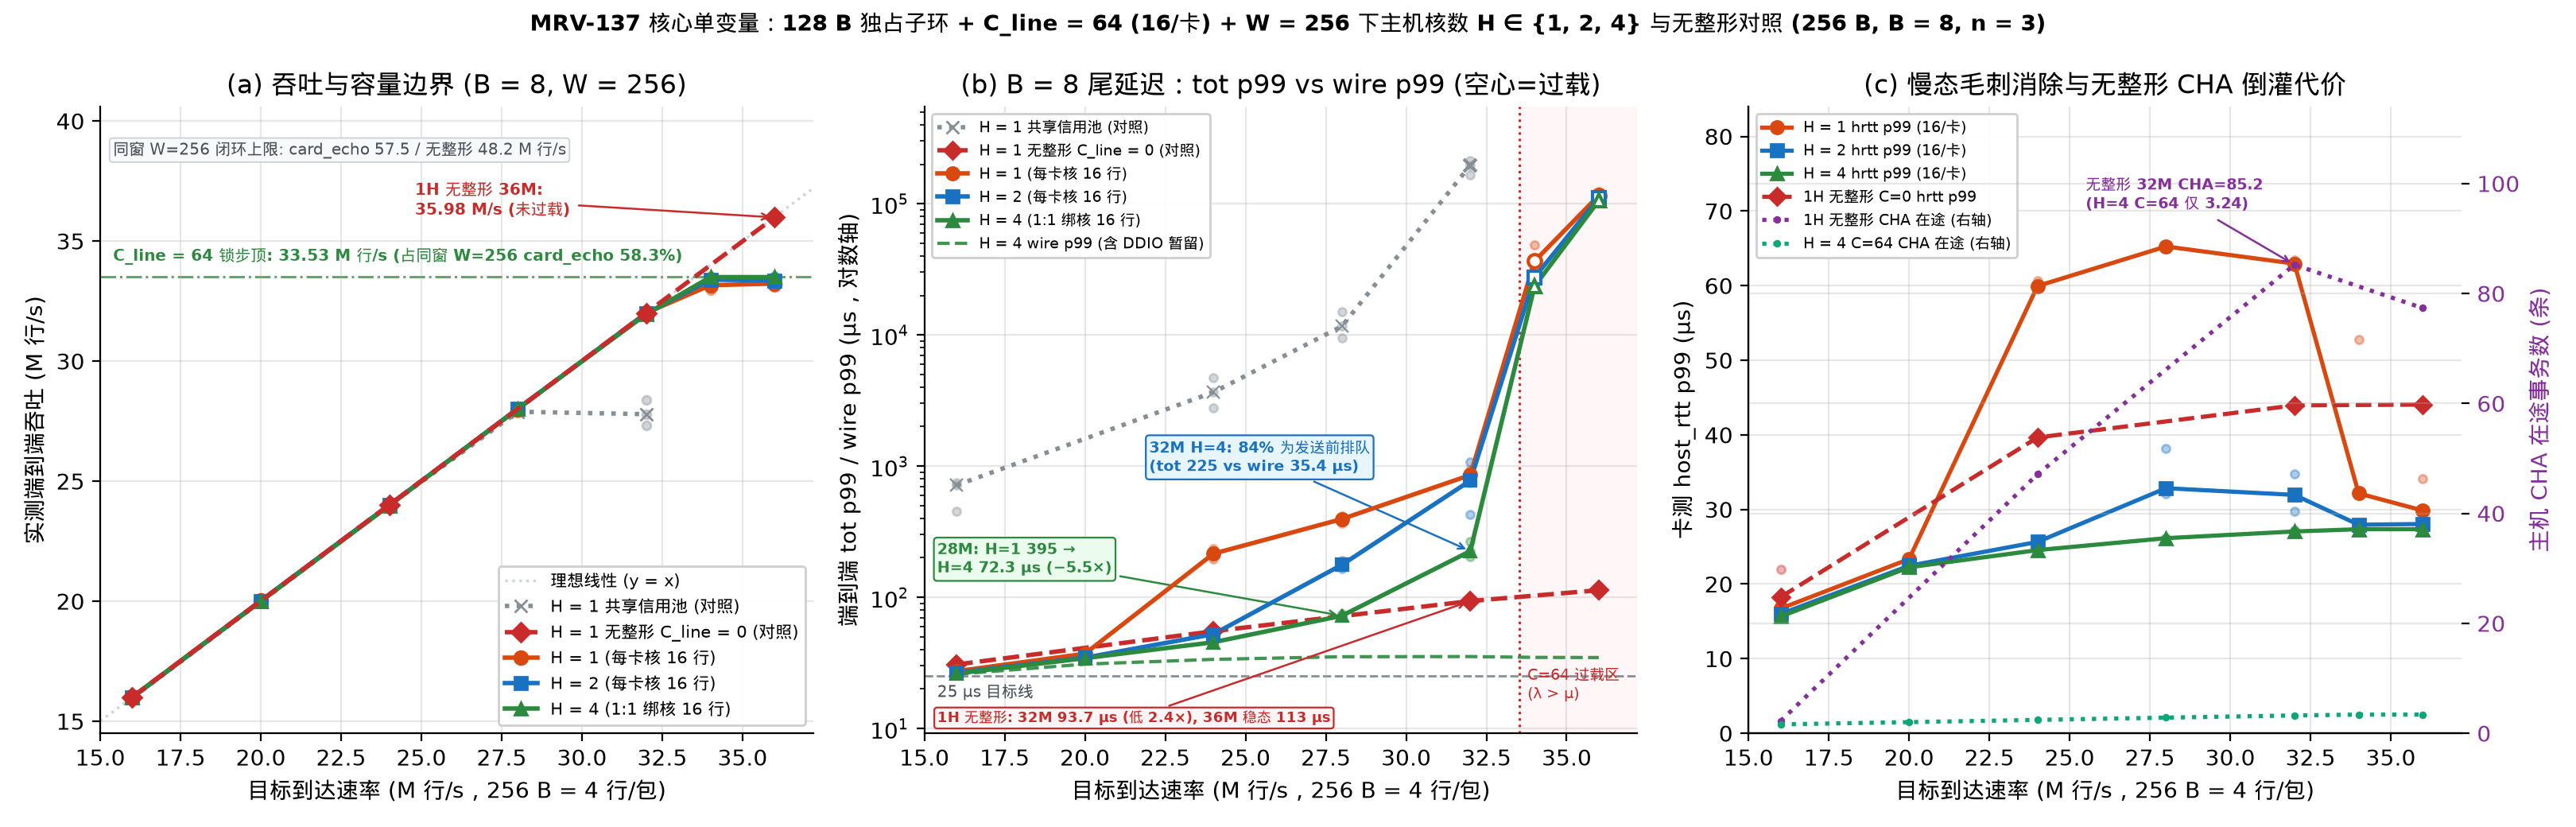 MRV-137 核心单变量：128 B 独占子环 + C_line = 64 (16/卡) + W = 256 下主机核数 H ∈ {1, 2, 4} 与无整形对照 (256 B, B = 8, n = 3)
(a) 吞吐与容量边界 (B = 8, W = 256)
实测端到端吞吐 (M 行/s)
40
35
30
25
20
15
同窗 W=256 闭环上限: card_echo 57.5 / 无整形 48.2 M 行/s
1H 无整形 36M:
35.98 M/s (未过载)
C_line = 64 锁步顶: 33.53 M 行/s (占同窗 W=256 card_echo 58.3%)
理想线性 (y = x)
H = 1 共享信用池 (对照)
H = 1 无整形 C_line = 0 (对照)
H = 1 (每卡核 16 行)
H = 2 (每卡核 16 行)
H = 4 (1:1 绑核 16 行)
15.0 17.5 20.0 22.5 25.0 27.5 30.0 32.5 35.0
目标到达速率 (M 行/s , 256 B = 4 行/包)
(b) B = 8 尾延迟：tot p99 vs wire p99 (空心=过载)
端到端 tot p99 / wire p99 (μs , 对数轴)
10⁵
10⁴
10³
10²
10¹
H = 1 共享信用池 (对照)
H = 1 无整形 C_line = 0 (对照)
H = 1 (每卡核 16 行)
H = 2 (每卡核 16 行)
H = 4 (1:1 绑核 16 行)
H = 4 wire p99 (含 DDIO 暂留)
32M H=4: 84% 为发送前排队
(tot 225 vs wire 35.4 μs)
28M: H=1 395 →
H=4 72.3 μs (−5.5×)
25 μs 目标线
C=64 过载区
(λ > μ)
1H 无整形: 32M 93.7 μs (低 2.4×), 36M 稳态 113 μs
15.0 17.5 20.0 22.5 25.0 27.5 30.0 32.5 35.0
目标到达速率 (M 行/s , 256 B = 4 行/包)
(c) 慢态毛刺消除与无整形 CHA 倒灌代价
卡测 host_rtt p99 (μs)
80
70
60
50
40
30
20
10
0
H = 1 hrtt p99 (16/卡)
H = 2 hrtt p99 (16/卡)
H = 4 hrtt p99 (16/卡)
1H 无整形 C=0 hrtt p99
1H 无整形 CHA 在途 (右轴)
H = 4 C=64 CHA 在途 (右轴)
无整形 32M CHA=85.2
(H=4 C=64 仅 3.24)
100
80
60
40
20
0
主机 CHA 在途事务数 (条)
15.0 17.5 20.0 22.5 25.0 27.5 30.0 32.5 35.0
目标到达速率 (M 行/s , 256 B = 4 行/包)